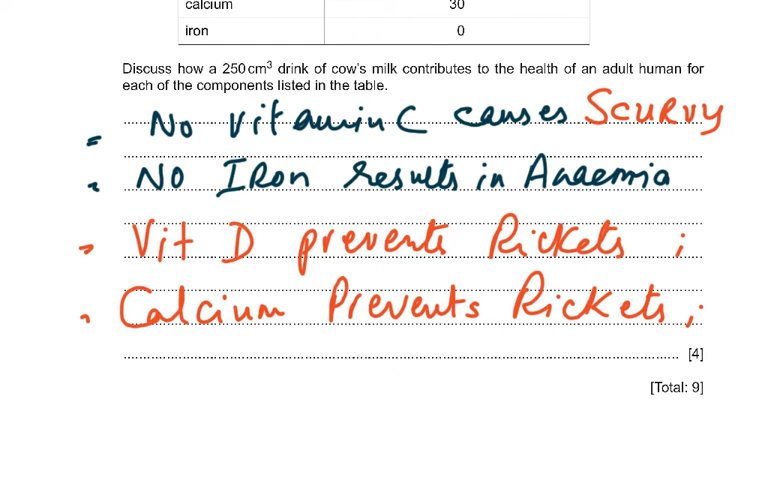 calcium 30
iron 0
Discuss how a 250 cm³ drink of cow's milk contributes to the health of an adult human for
each of the components listed in the table.
= No vitamin C causes SCURVY
No Iron results in Anaemia
Vit D prevents Rickets ;
Calcium Prevents Rickets ;
[4]
[Total: 9]